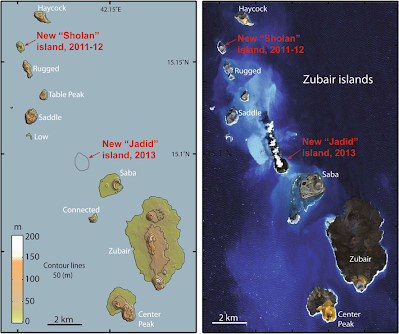 Haycock
42.15°E
New "Sholan"
island, 2011-12
15.15°N
Rugged
Table Peak
Saddle
Low
New "Jadid"
island, 2013
15.1°N
Saba
Connected
m
200
150
100
50
0
Contour lines
50 (m)
Zubair
2 km
Center
Peak
Haycock
New "Sholan"
island, 2011-12
Rugged
Zubair islands
Saddle
New "Jadid"
island, 2013
Saba
Zubair
2 km
Center
Peak